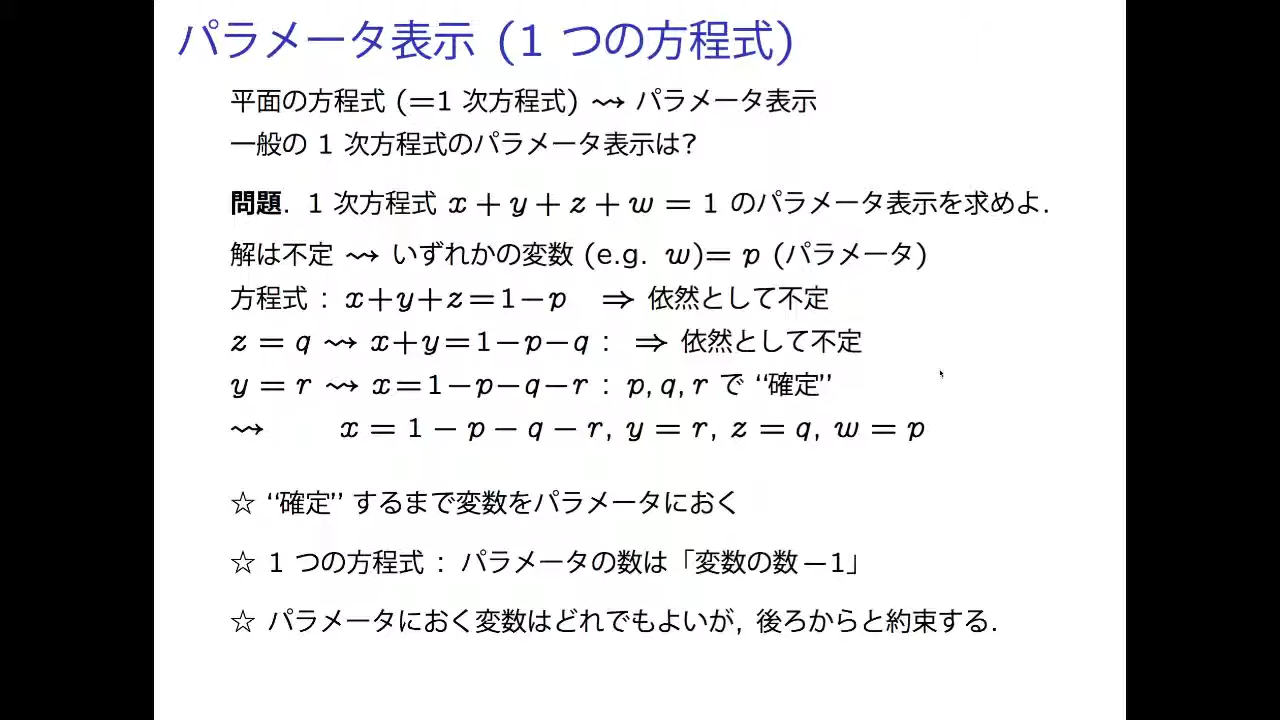 パラメータ表示 (1 つの方程式)
平面の方程式 (=1 次方程式) ⇝ パラメータ表示
一般の 1 次方程式のパラメータ表示は?
問題. 1 次方程式 x + y + z + w = 1 のパラメータ表示を求めよ.
解は不定 ⇝ いずれかの変数 (e.g. w)= p (パラメータ)
方程式 : x+y+z=1−p ⇒ 依然として不定
z = q ⇝ x+y=1−p−q : ⇒ 依然として不定
y = r ⇝ x=1−p−q−r : p, q, r で “確定”
⇝ x = 1 − p − q − r, y = r, z = q, w = p
☆ “確定” するまで変数をパラメータにおく
☆ 1 つの方程式 : パラメータの数は「変数の数−1」
☆ パラメータにおく変数はどれでもよいが, 後ろからと約束する.